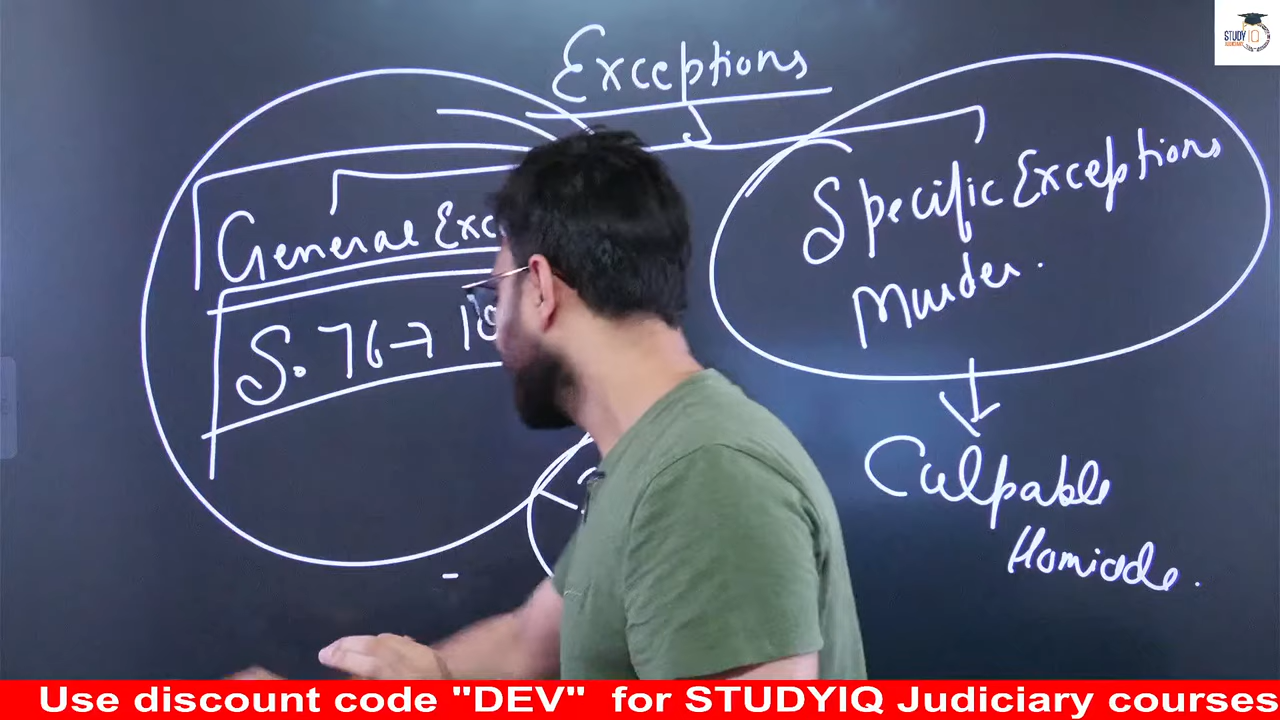 Exceptions
General Exc
S. 76 → 10
Specific Exceptions
Murder.
Culpable
Homicide.
STUDY IQ
JUDICIARY
Use discount code "DEV" for STUDYIQ Judiciary courses